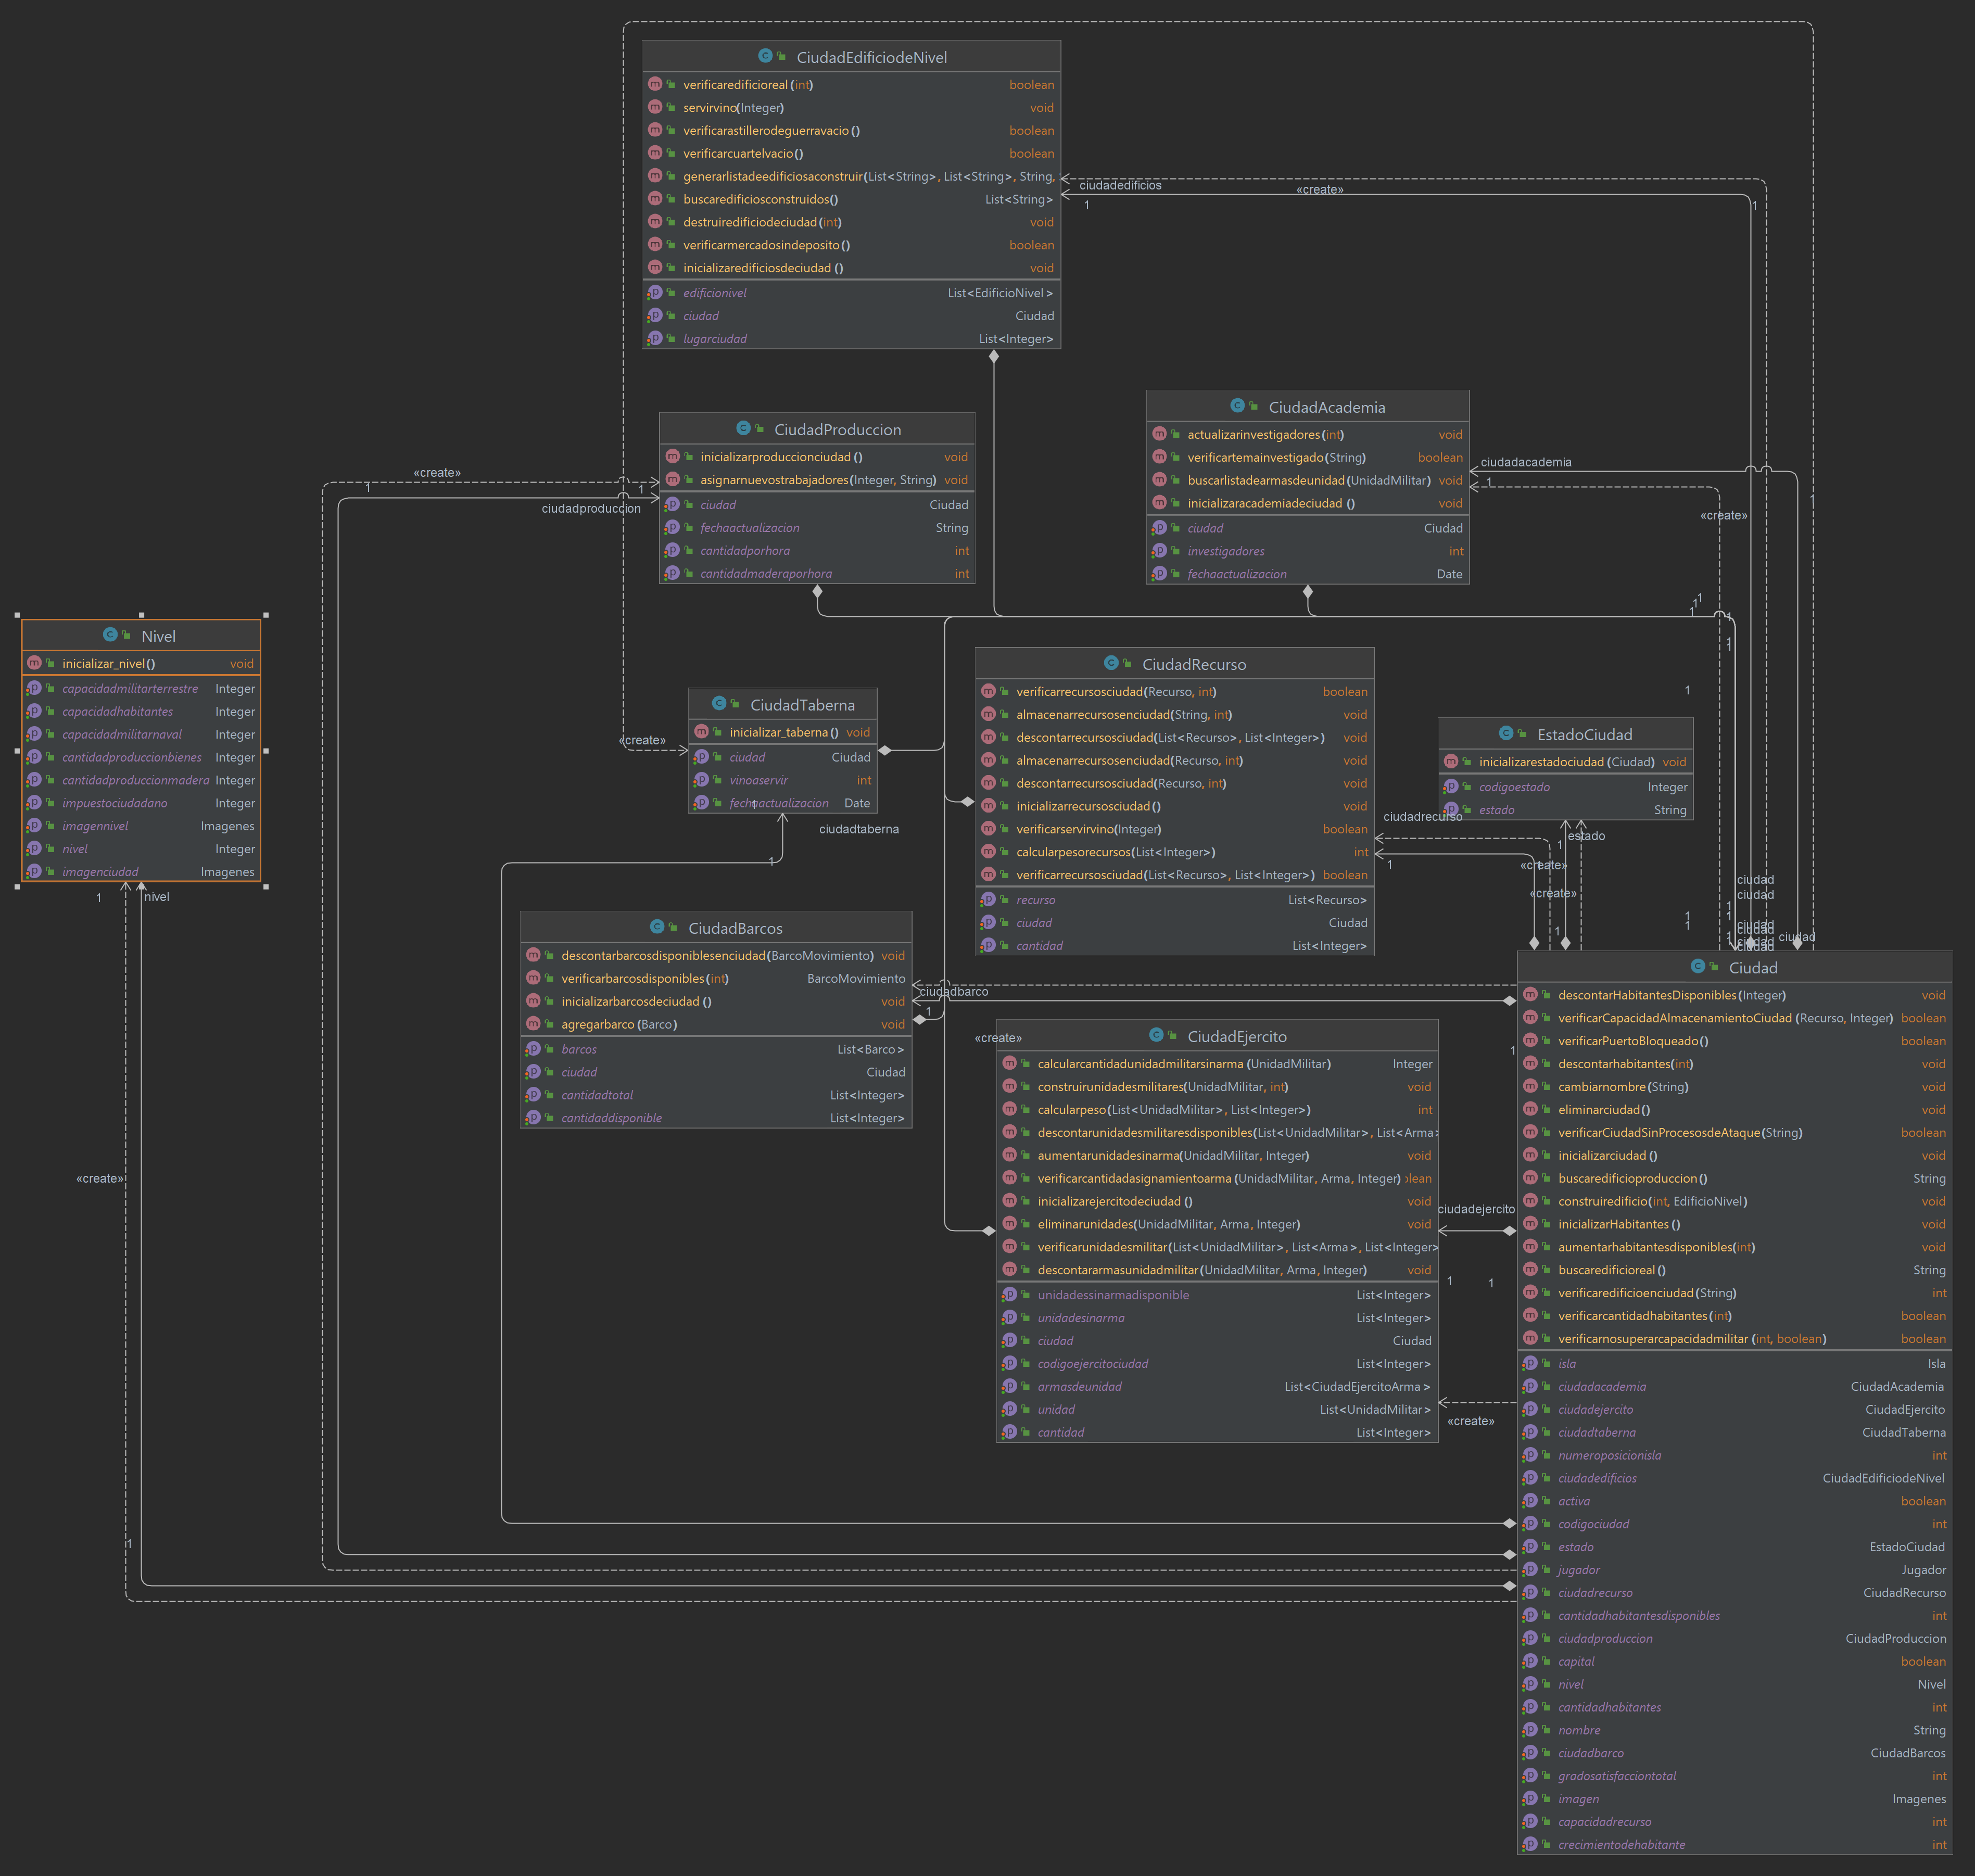 CiudadEdificiodeNivel
verificaredificioreal(int) boolean
servirvino(Integer) void
verificarastillerodeguerravacio() boolean
verificarcuartelvacio() boolean
generarlistadeedificiosaconstruir(List<String>, List<String>, String,
buscaredificiosconstruidos() List<String>
destruiredificiodeciudad(int) void
verificarmercadosindeposito() boolean
inicializaredificiosdeciudad() void
edificionivel List<EdificioNivel>
ciudad Ciudad
lugarciudad List<Integer>
ciudadedificios
«create»
1
1
CiudadProduccion
inicializarproduccionciudad() void
asignarnuevostrabajadores(Integer, String) void
ciudad Ciudad
fechaactualizacion String
cantidadporhora int
cantidadmaderaporhora int
«create»
1
1
ciudadproduccion
CiudadAcademia
actualizarinvestigadores(int) void
verificartemainvestigado(String) boolean
buscarlistadearmasdeunidad(UnidadMilitar) void
inicializaracademiadeciudad() void
ciudad Ciudad
investigadores int
fechaactualizacion Date
ciudadacademia
1
1
«create»
1
1
1
1
1
1
1
Nivel
inicializar_nivel() void
capacidadmilitarterrestre Integer
capacidadhabitantes Integer
capacidadmilitarnaval Integer
cantidadproduccionbienes Integer
cantidadproduccionmadera Integer
impuestociudadano Integer
imagennivel Imagenes
nivel Integer
imagenciudad Imagenes
1
nivel
«create»
1
CiudadTaberna
inicializar_taberna() void
ciudad Ciudad
vinoaservir int
fechaactualizacion Date
«create»
1
ciudadtaberna
1
CiudadRecurso
verificarrecursosciudad(Recurso, int) boolean
almacenarrecursosenciudad(String, int) void
descontarrecursosciudad(List<Recurso>, List<Integer>) void
almacenarrecursosciudad(Recurso, int) void
descontarrecursosciudad(Recurso, int) void
inicializarrecursosciudad() void
verificarservirvino(Integer) boolean
calcularpesorecursos(List<Integer>) int
verificarrecursosciudad(List<Recurso>, List<Integer>) boolean
recurso List<Recurso>
ciudad Ciudad
cantidad List<Integer>
EstadoCiudad
inicializarestadociudad(Ciudad) void
codigoestado Integer
estado String
ciudadrecurso
estado
1
1
«create»
«create»
1
ciudad
ciudad
1
1
1
1
1
ciudad
ciudad
ciudad
ciudad
CiudadBarcos
descontarbarcosdisponiblesenciudad(BarcoMovimiento) void
verificarbarcosdisponibles(int) BarcoMovimiento
inicializarbarcosdeciudad() void
agregarbarco(Barco) void
barcos List<Barco>
ciudad Ciudad
cantidadtotal List<Integer>
cantidaddisponible List<Integer>
ciudadbarco
1
«create»
1
CiudadEjercito
calcularcantidadunidadmilitarsinarma(UnidadMilitar) Integer
construirunidadesmilitares(UnidadMilitar, int) void
calcularpeso(List<UnidadMilitar>, List<Integer>) int
descontarunidadesmilitaresdisponibles(List<UnidadMilitar>, List<Arma>
aumentarunidadesinarma(UnidadMilitar, Integer) void
verificarcantidadasignamientoarma(UnidadMilitar, Arma, Integer) olean
inicializarejercitodeciudad() void
eliminarunidades(UnidadMilitar, Arma, Integer) void
verificarunidadesmilitar(List<UnidadMilitar>, List<Arma>, List<Integer>
descontararmasunidadmilitar(UnidadMilitar, Arma, Integer) void
unidadessinarmadisponible List<Integer>
unidadesinarma List<Integer>
ciudad Ciudad
codigoejercitociudad List<Integer>
armasdeunidad List<CiudadEjercitoArma>
unidad List<UnidadMilitar>
cantidad List<Integer>
ciudadejercito
1
1
«create»
Ciudad
descontarHabitantesDisponibles(Integer) void
verificarCapacidadAlmacenamientoCiudad(Recurso, Integer) boolean
verificarPuertoBloqueado() boolean
descontarhabitantes(int) void
cambiarnombre(String) void
eliminarciudad() void
verificarCiudadSinProcesosdeAtaque(String) boolean
inicializarciudad() void
buscaredificioproduccion() String
construiredificio(int, EdificioNivel) void
inicializarHabitantes() void
aumentarhabitantesdisponibles(int) void
buscaredificioreal() String
verificaredificioenciudad(String) int
verificarcantidadhabitantes(int) boolean
verificarnosuperarcapacidadmilitar(int, boolean) boolean
isla Isla
ciudadacademia CiudadAcademia
ciudadejercito CiudadEjercito
ciudadtaberna CiudadTaberna
numeroposicionisla int
ciudadedificios CiudadEdificiodeNivel
activa boolean
codigociudad int
estado EstadoCiudad
jugador Jugador
ciudadrecurso CiudadRecurso
cantidadhabitantesdisponibles int
ciudadproduccion CiudadProduccion
capital boolean
nivel Nivel
cantidadhabitantes int
nombre String
ciudadbarco CiudadBarcos
gradosatisfacciontotal int
imagen Imagenes
capacidadrecurso int
crecimientodehabitante int